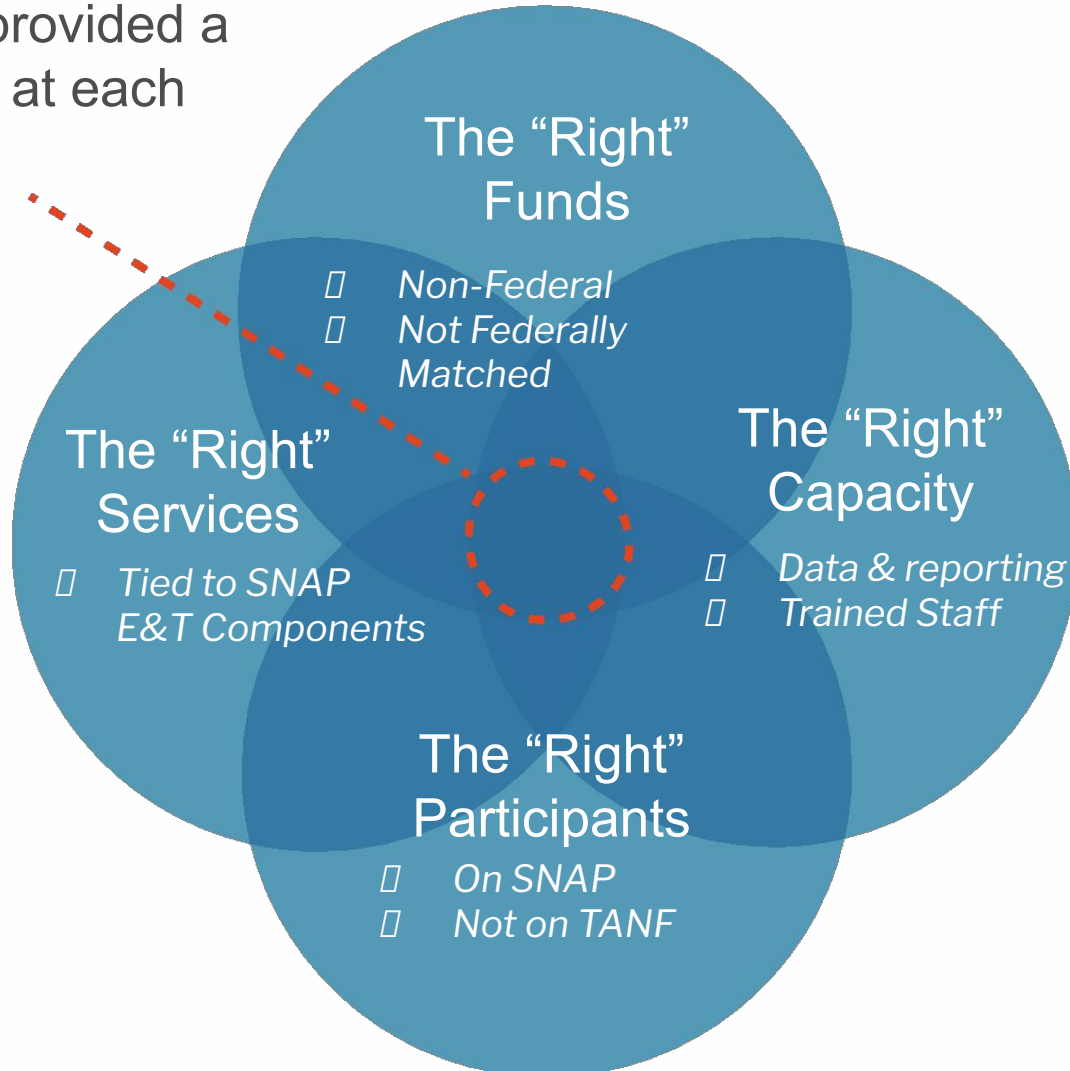 provided a
at each
The “Right”
Funds
Non-Federal
Not Federally
Matched
The “Right”
Services
Tied to SNAP
E&T Components
The “Right”
Capacity
Data & reporting
Trained Staff
The “Right”
Participants
On SNAP
Not on TANF